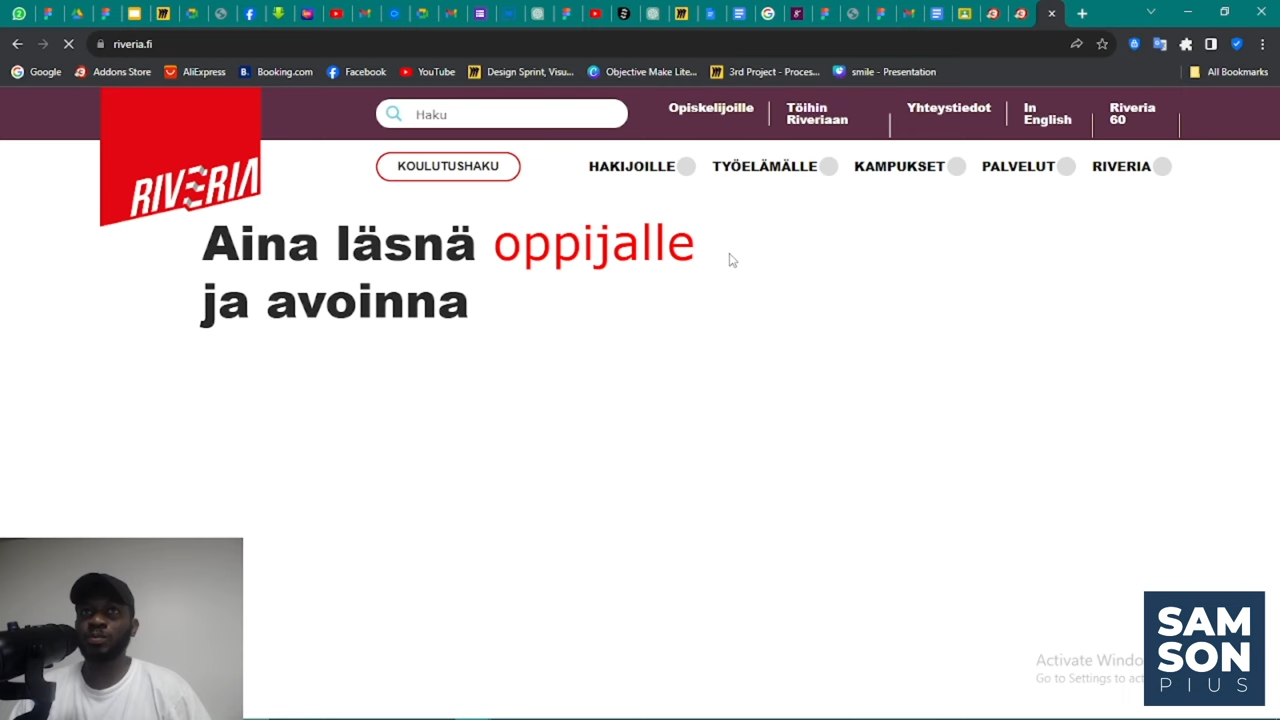 riveria.fi
Google
Addons Store
AliExpress
Booking.com
Facebook
YouTube
Design Sprint, Visu...
Objective Make Lite...
3rd Project - Proces...
smile - Presentation
All Bookmarks
RIVERIA
Haku
Opiskelijoille
Töihin
Riveriaan
Yhteystiedot
In
English
Riveria
60
KOULUTUSHAKU
HAKIJOILLE
TYÖELÄMÄLLE
KAMPUKSET
PALVELUT
RIVERIA
Aina läsnä oppijalle
ja avoinna
Activate Windo
Go to Settings to act
SAM
SON
PIUS